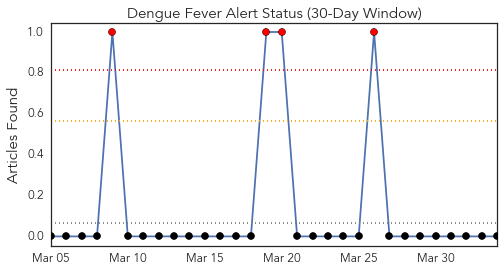 Dengue Fever Alert Status (30-Day Window)
Articles Found
1.0
0.8
0.6
0.4
0.2
0.0
Mar 05 Mar 10 Mar 15 Mar 20 Mar 25 Mar 30